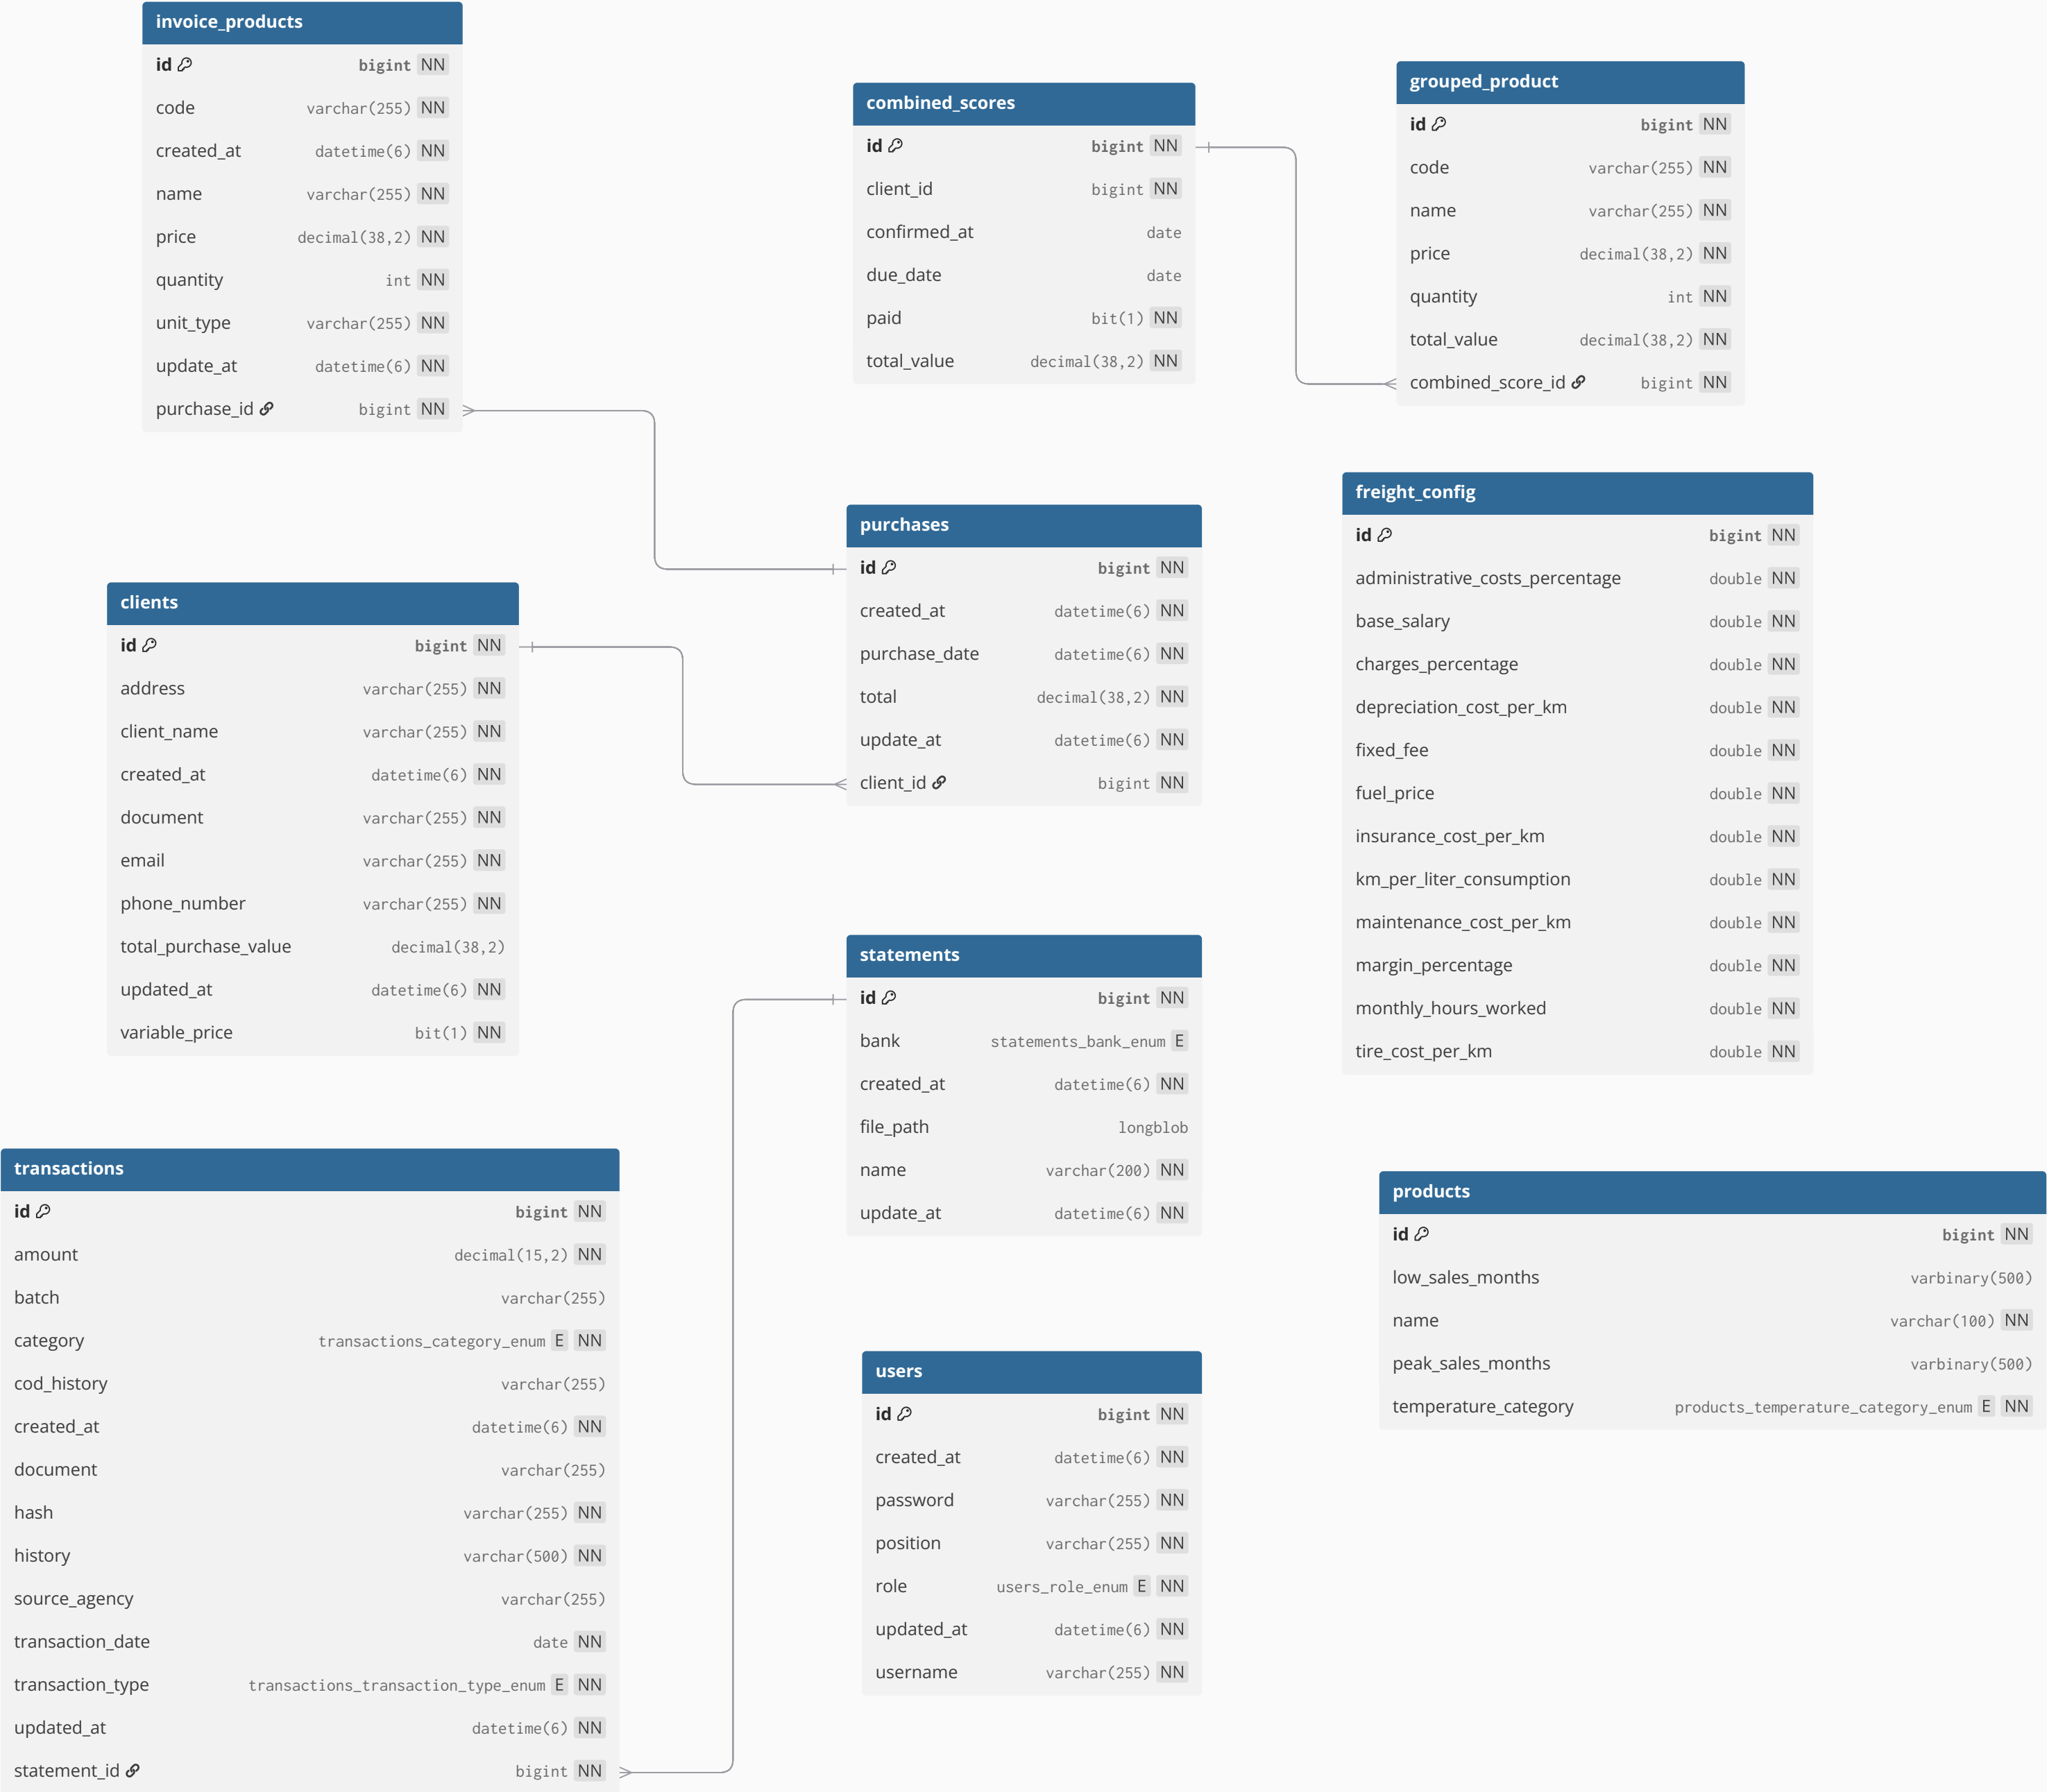 invoice_products
id bigint NN
code varchar(255) NN
created_at datetime(6) NN
name varchar(255) NN
price decimal(38,2) NN
quantity int NN
unit_type varchar(255) NN
update_at datetime(6) NN
purchase_id bigint NN
combined_scores
id bigint NN
client_id bigint NN
confirmed_at date
due_date date
paid bit(1) NN
total_value decimal(38,2) NN
grouped_product
id bigint NN
code varchar(255) NN
name varchar(255) NN
price decimal(38,2) NN
quantity int NN
total_value decimal(38,2) NN
combined_score_id bigint NN
clients
id bigint NN
address varchar(255) NN
client_name varchar(255) NN
created_at datetime(6) NN
document varchar(255) NN
email varchar(255) NN
phone_number varchar(255) NN
total_purchase_value decimal(38,2)
updated_at datetime(6) NN
variable_price bit(1) NN
purchases
id bigint NN
created_at datetime(6) NN
purchase_date datetime(6) NN
total decimal(38,2) NN
update_at datetime(6) NN
client_id bigint NN
freight_config
id bigint NN
administrative_costs_percentage double NN
base_salary double NN
charges_percentage double NN
depreciation_cost_per_km double NN
fixed_fee double NN
fuel_price double NN
insurance_cost_per_km double NN
km_per_liter_consumption double NN
maintenance_cost_per_km double NN
margin_percentage double NN
monthly_hours_worked double NN
tire_cost_per_km double NN
statements
id bigint NN
bank statements_bank_enum E
created_at datetime(6) NN
file_path longblob
name varchar(200) NN
update_at datetime(6) NN
transactions
id bigint NN
amount decimal(15,2) NN
batch varchar(255)
category transactions_category_enum E NN
cod_history varchar(255)
created_at datetime(6) NN
document varchar(255)
hash varchar(255) NN
history varchar(500) NN
source_agency varchar(255)
transaction_date date NN
transaction_type transactions_transaction_type_enum E NN
updated_at datetime(6) NN
statement_id bigint NN
users
id bigint NN
created_at datetime(6) NN
password varchar(255) NN
position varchar(255) NN
role users_role_enum E NN
updated_at datetime(6) NN
username varchar(255) NN
products
id bigint NN
low_sales_months varbinary(500)
name varchar(100) NN
peak_sales_months varbinary(500)
temperature_category products_temperature_category_enum E NN